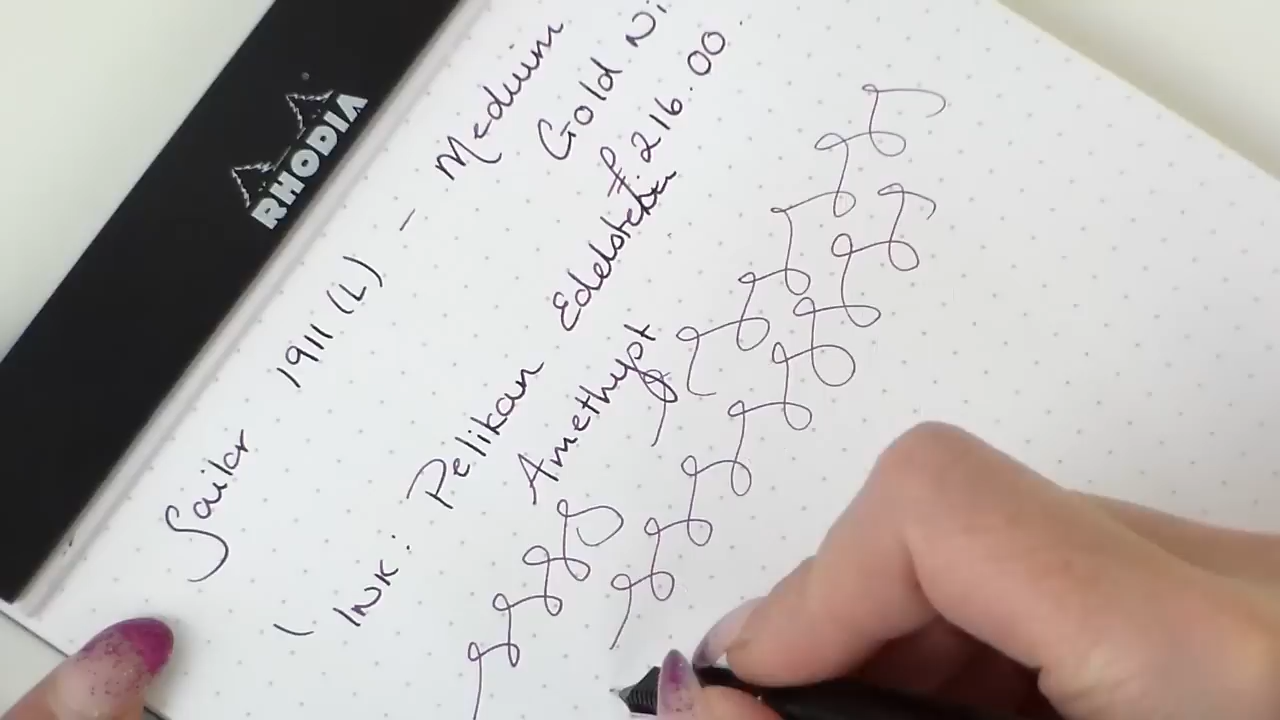 RHODIA
Sailor 1911 (L) - Medium
Gold Ni
£216.00.
Ink: Pelikan Edelstein
Amethyst